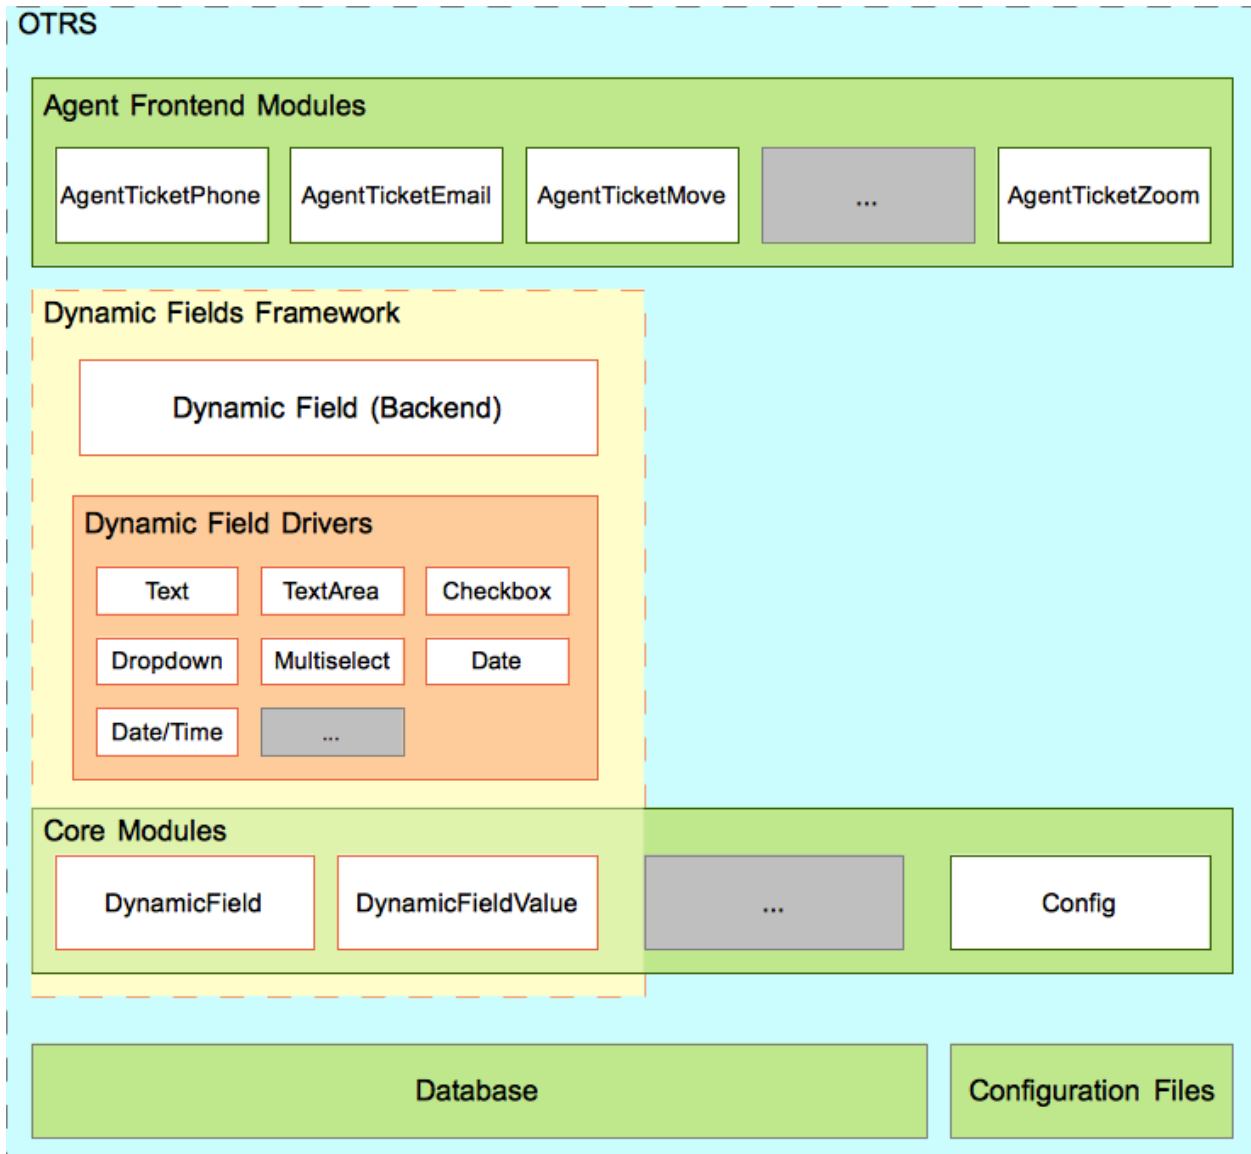 OTRS
Agent Frontend Modules
AgentTicketPhone
AgentTicketEmail
AgentTicketMove
...
AgentTicketZoom
Dynamic Fields Framework
Dynamic Field (Backend)
Dynamic Field Drivers
Text
TextArea
Checkbox
Dropdown
Multiselect
Date
Date/Time
...
Core Modules
DynamicField
DynamicFieldValue
...
Config
Database
Configuration Files